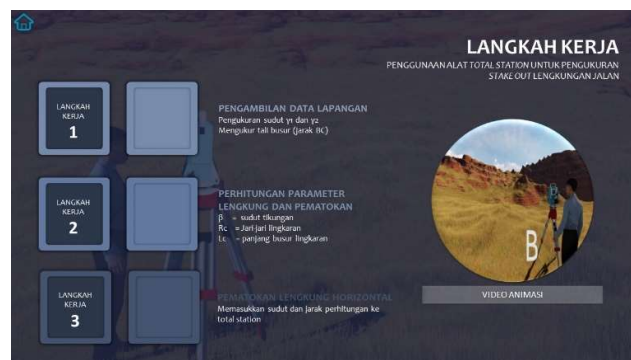 LANGKAH KERJA
PENGGUNAAN ALAT TOTAL STATION UNTUK PENGUKURAN
STAKE OUT LENGKUNGAN JALAN
LANGKAH
KERJA
1
PENGAMBILAN DATA LAPANGAN
Pengukuran sudut γ1 dan γ2
Mengukur tali busur (jarak BC)
LANGKAH
KERJA
2
PERHITUNGAN PARAMETER
LENGKUNG DAN PEMATOKAN
β = sudut tikungan
Rc = Jari-jari lingkaran
Lc = panjang busur lingkaran
LANGKAH
KERJA
3
PEMATOKAN LENGKUNG HORIZONTAL
Memasukkan sudut dan jarak perhitungan ke
total station
B
VIDEO ANIMASI